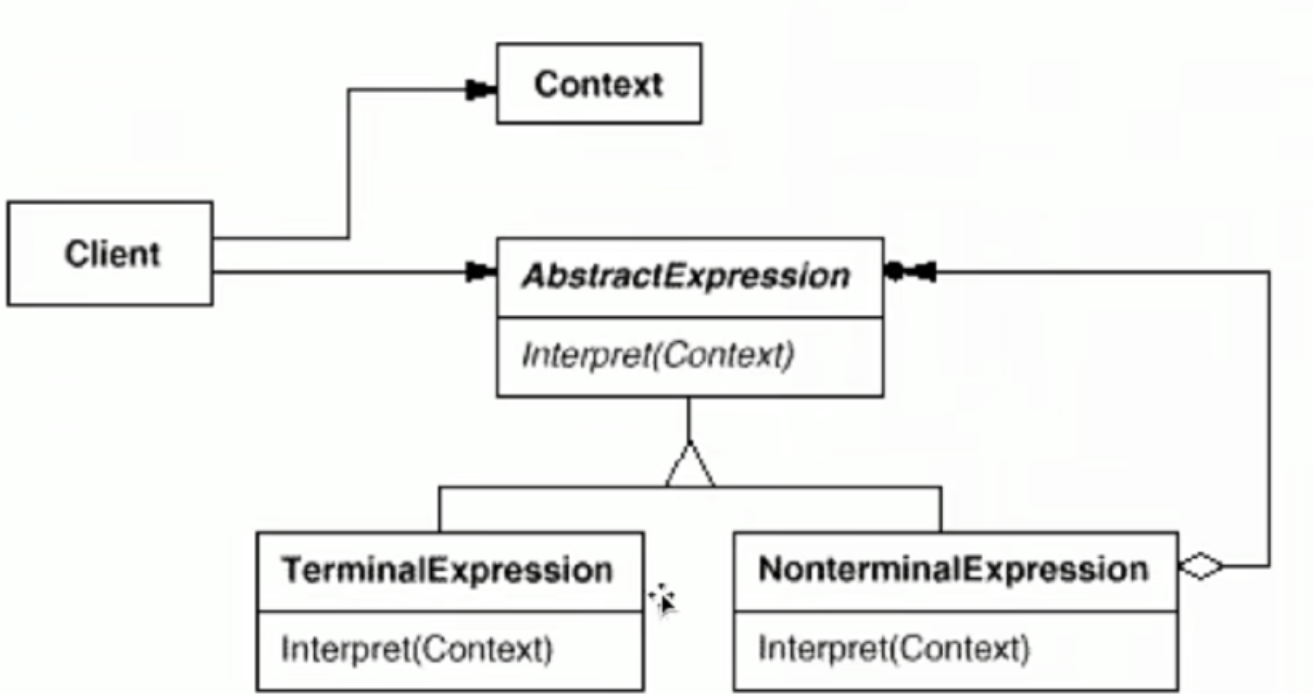 Context
Client
AbstractExpression
Interpret(Context)
TerminalExpression
NonterminalExpression
Interpret(Context)
Interpret(Context)